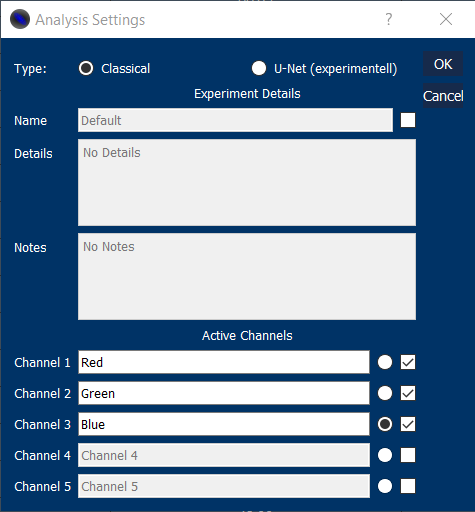 Analysis Settings
?
Type: Classical U-Net (experimentell) OK
Experiment Details Cancel
Name Default
Details No Details
Notes No Notes
Active Channels
Channel 1 Red
Channel 2 Green
Channel 3 Blue
Channel 4 Channel 4
Channel 5 Channel 5